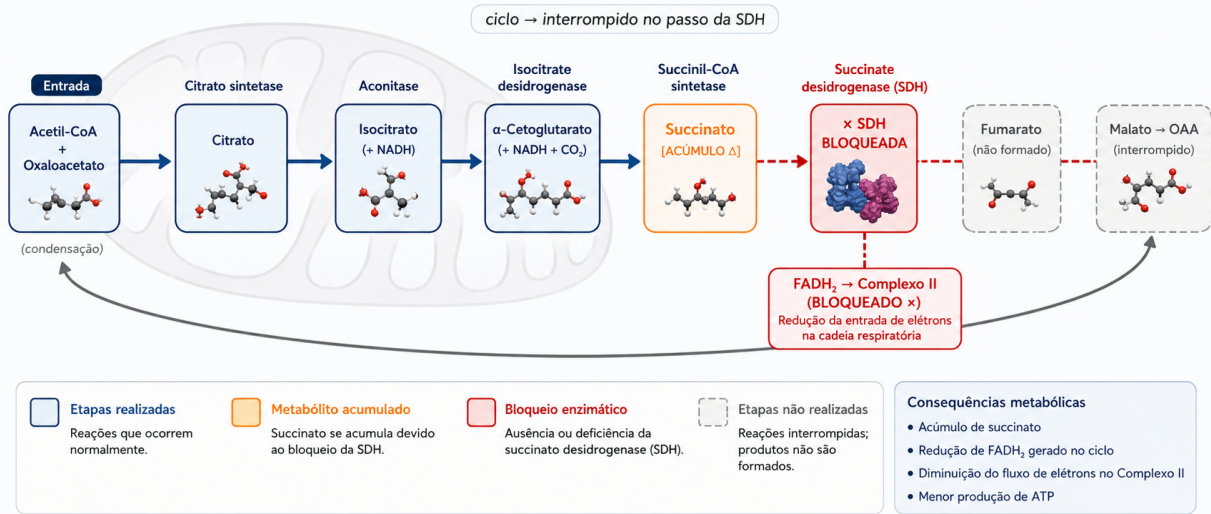 ciclo → interrompido no passo da SDH
Entrada
Acetil-CoA
+
Oxaloacetato
(condensação)
Citrato sintetase
Citrato
Aconitase
Isocitrato
(+ NADH)
Isocitrate
desidrogenase
α-Cetoglutarato
(+ NADH + CO₂)
Succinil-CoA
sintetase
Succinato
[ACÚMULO Δ]
Succinate
desidrogenase (SDH)
× SDH
BLOQUEADA
Fumarato
(não formado)
Malato → OAA
(interrompido)
FADH₂ → Complexo II
(BLOQUEADO ×)
Redução da entrada de elétrons
na cadeia respiratória
Etapas realizadas
Reações que ocorrem
normalmente.
Metabólito acumulado
Succinato se acumula devido
ao bloqueio da SDH.
Bloqueio enzimático
Ausência ou deficiência da
succinato desidrogenase (SDH).
Etapas não realizadas
Reações interrompidas;
produtos não são
formados.
Consequências metabólicas
• Acúmulo de succinato
• Redução de FADH₂ gerado no ciclo
• Diminuição do fluxo de elétrons no Complexo II
• Menor produção de ATP